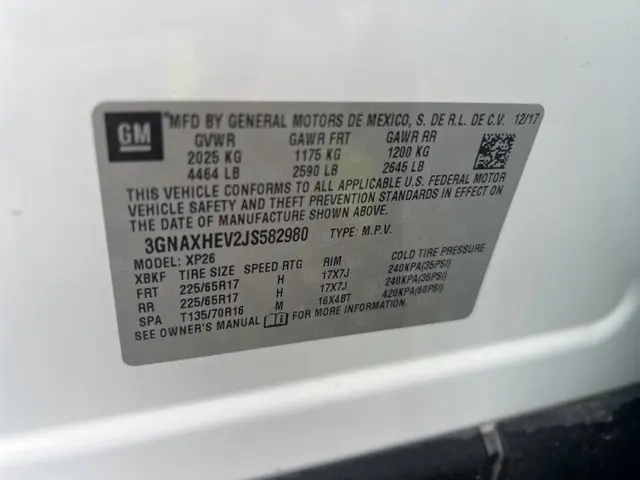 GM
*MFD BY GENERAL MOTORS DE MEXICO, S. DE R.L. DE C.V. 12/17
GVWR GAWR FRT GAWR RR
2025 KG 1175 KG 1200 KG
4464 LB 2590 LB 2645 LB
THIS VEHICLE CONFORMS TO ALL APPLICABLE U.S. FEDERAL MOTOR
VEHICLE SAFETY AND THEFT PREVENTION STANDARDS IN EFFECT ON
THE DATE OF MANUFACTURE SHOWN ABOVE.
3GNAXHEV2JS582980 TYPE: M.P.V.
MODEL: XP26
XBKF TIRE SIZE SPEED RTG RIM COLD TIRE PRESSURE
FRT 225/65R17 H 17X7J 240KPA(35PSI)
RR 225/65R17 H 17X7J 240KPA(35PSI)
SPA T135/70R16 M 16X4BT 420KPA(60PSI)
SEE OWNER'S MANUAL FOR MORE INFORMATION.